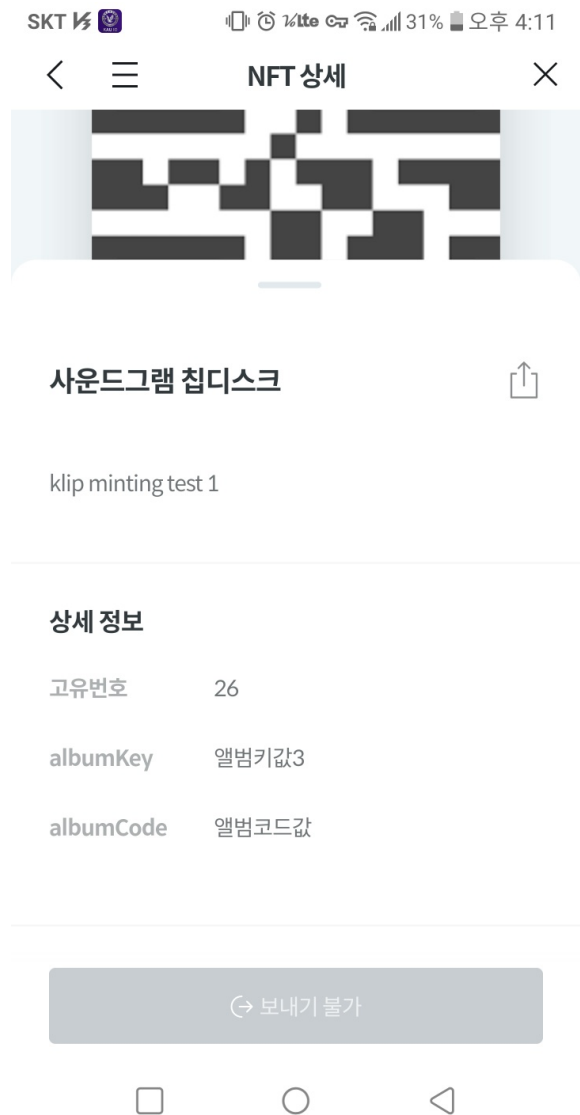 SKT 31% 오후 4:11
NFT 상세
사운드그램 칩디스크
klip minting test 1
상세 정보
고유번호 26
albumKey 앨범키값3
albumCode 앨범코드값
보내기 불가